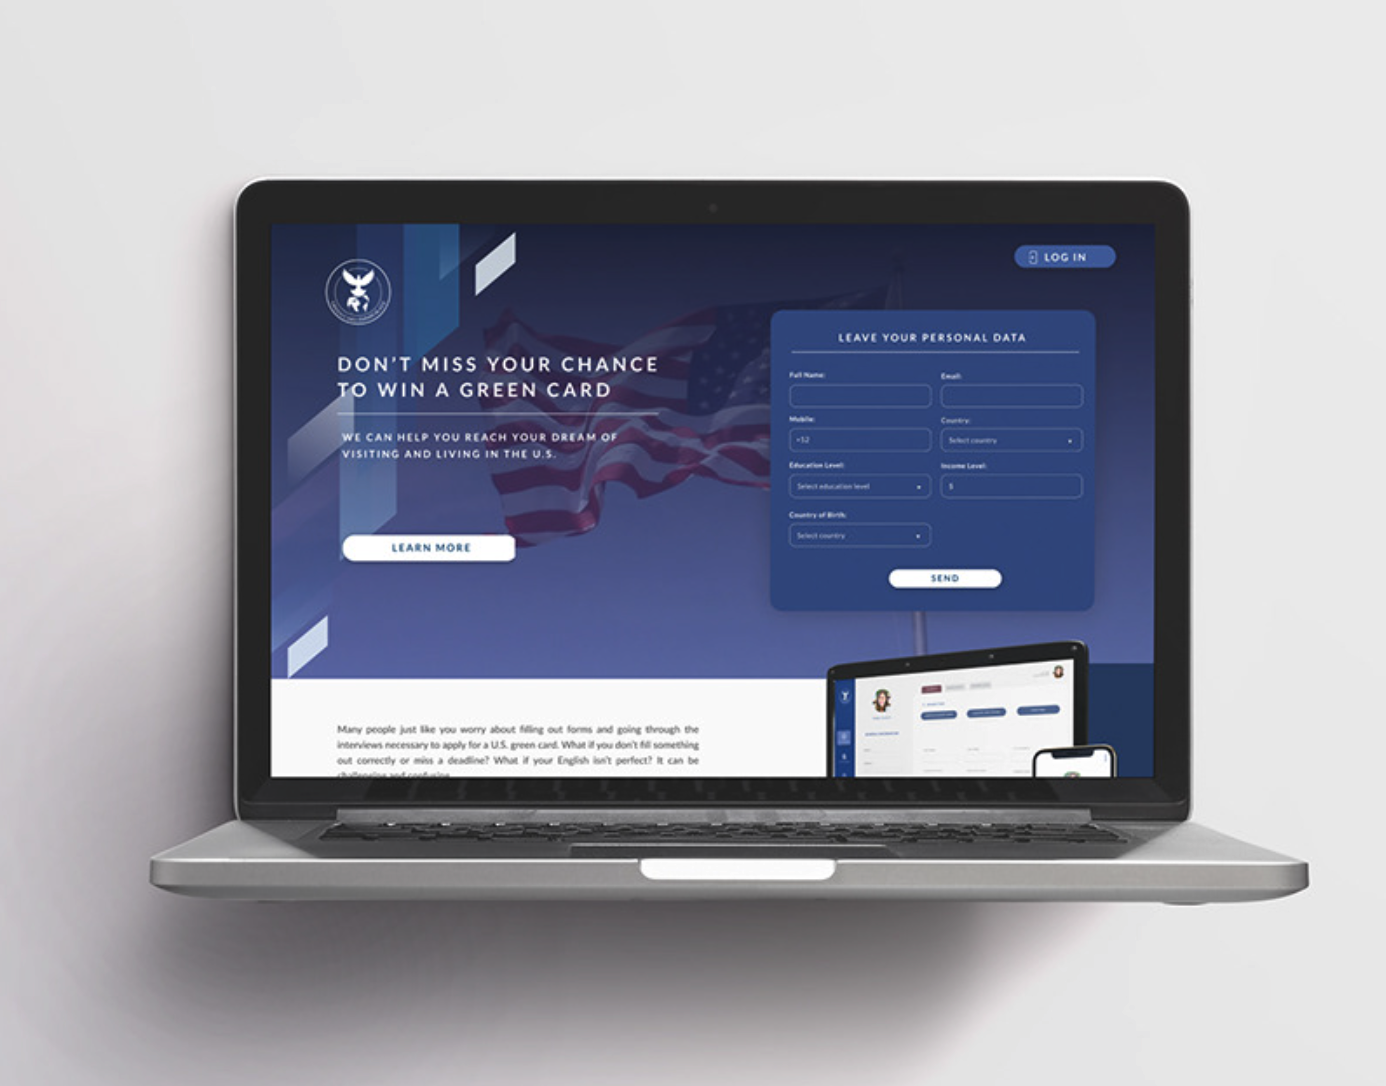 LOG IN
DON'T MISS YOUR CHANCE
TO WIN A GREEN CARD
WE CAN HELP YOU REACH YOUR DREAM OF
VISITING AND LIVING IN THE U.S.
LEARN MORE
LEAVE YOUR PERSONAL DATA
Full Name:
Email:
Mobile:
Country:
+12
Select country
Education Level:
Income Level:
Select education level
$
Country of Birth:
Select country
SEND
Many people just like you worry about filling out forms and going through the
interviews necessary to apply for a U.S. green card. What if you don't fill something
out correctly or miss a deadline? What if your English isn't perfect? It can be
challenging and confusing